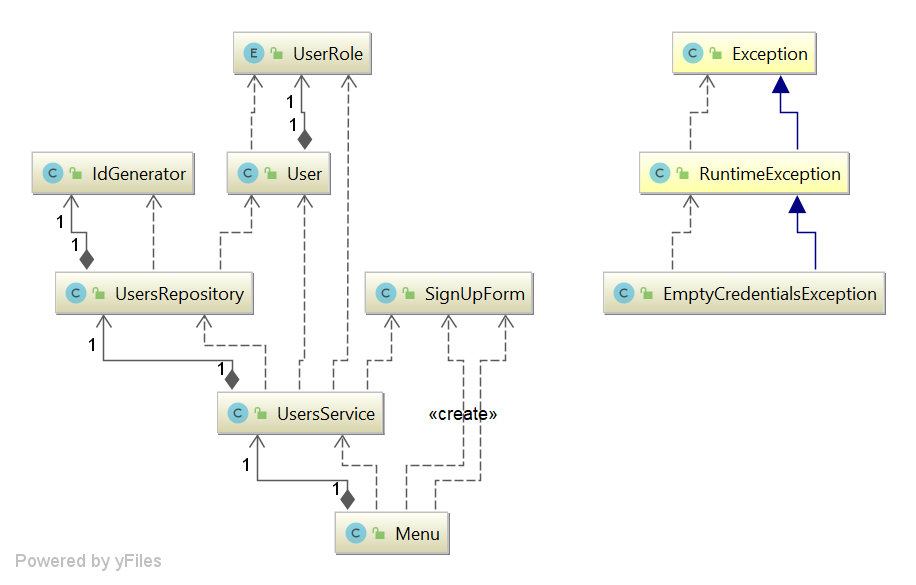 E UserRole
C Exception
1
1
C IdGenerator
C User
C RuntimeException
1
1
C UsersRepository
C SignUpForm
C EmptyCredentialsException
1
1
C UsersService
«create»
1
1
C Menu
Powered by yFiles